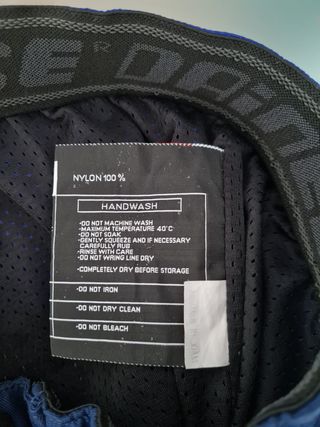 SE® DAINE
NYLON 100 %
HANDWASH
-DO NOT MACHINE WASH
-MAXIMUM TEMPERATURE 40°C
-DO NOT SOAK
-GENTLY SQUEEZE AND IF NECESSARY
CAREFULLY RUB
-RINSE WITH CARE
-DO NOT WRING LINE DRY
-COMPLETELY DRY BEFORE STORAGE
-DO NOT IRON
-DO NOT DRY CLEAN
-DO NOT BLEACH